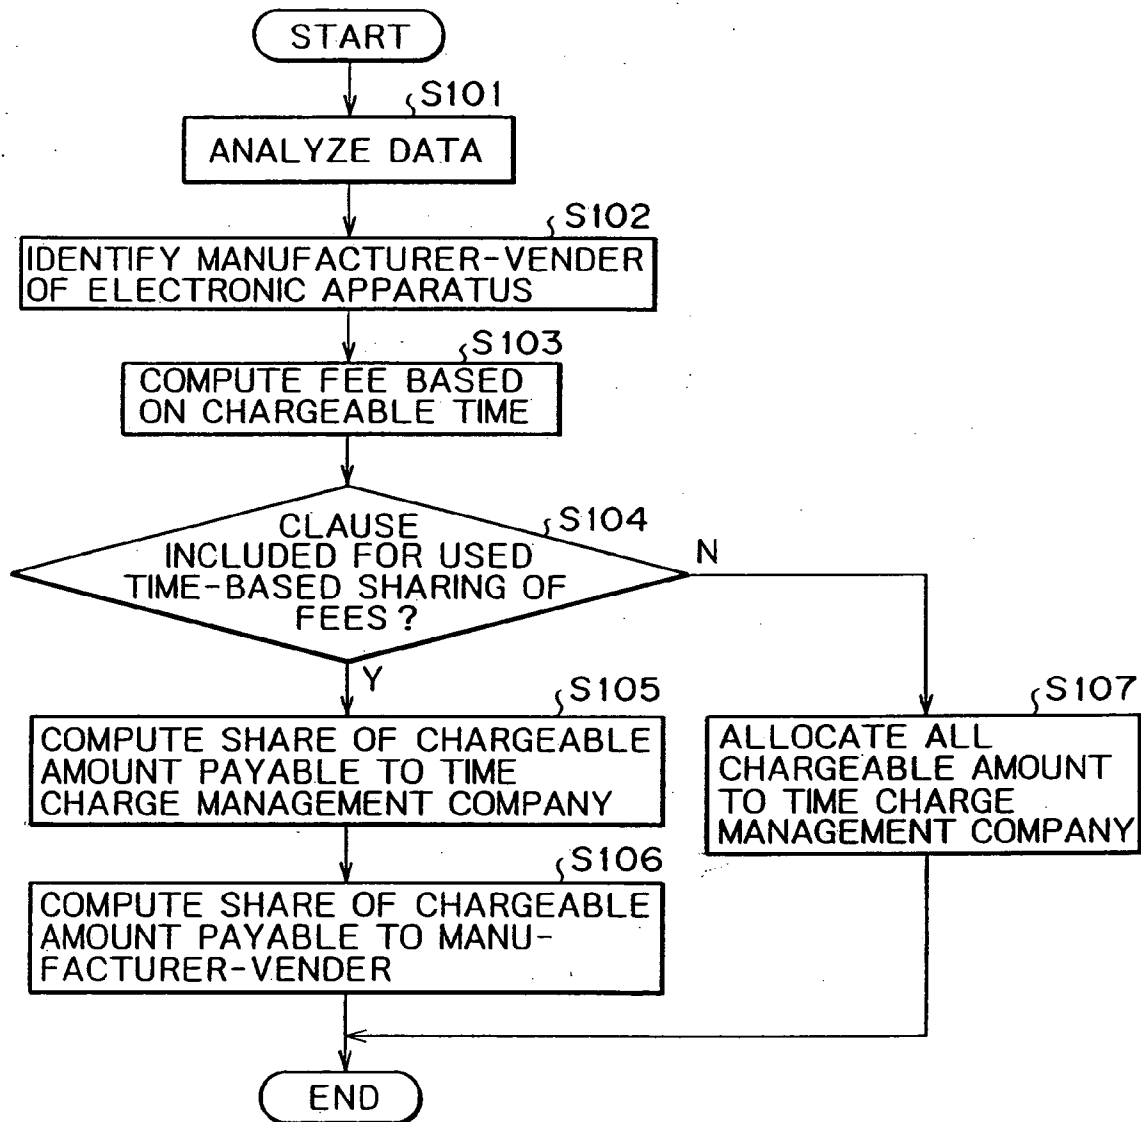 START
S101
ANALYZE DATA
S102
IDENTIFY MANUFACTURER-VENDER
OF ELECTRONIC APPARATUS
S103
COMPUTE FEE BASED
ON CHARGEABLE TIME
S104
CLAUSE
INCLUDED FOR USED
TIME-BASED SHARING OF
FEES ?
N
Y
S105
COMPUTE SHARE OF CHARGEABLE
AMOUNT PAYABLE TO TIME
CHARGE MANAGEMENT COMPANY
S107
ALLOCATE ALL
CHARGEABLE AMOUNT
TO TIME CHARGE
MANAGEMENT COMPANY
S106
COMPUTE SHARE OF CHARGEABLE
AMOUNT PAYABLE TO MANU-
FACTURER-VENDER
END